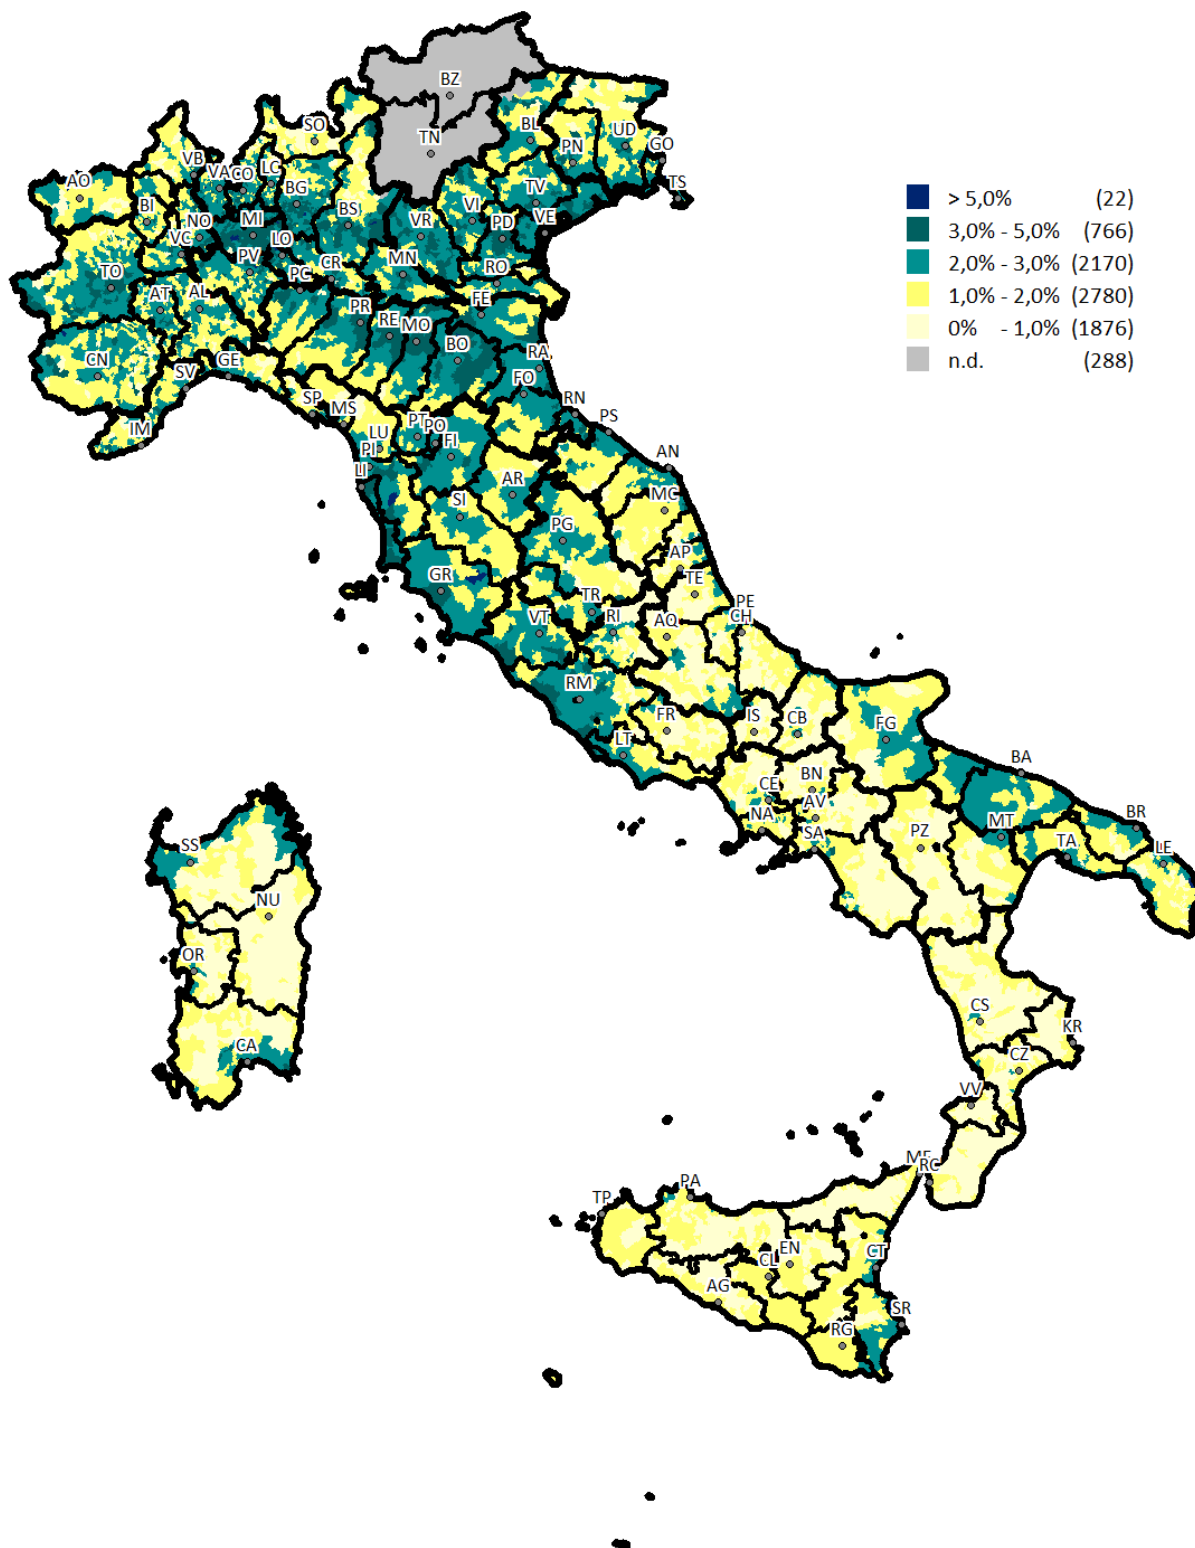 BZ
TN
SO
BL
PN
UD
GO
TS
VB
VA
CO
LC
BG
AO
BI
NO
MI
LO
BS
VR
VI
TV
PD
VE
VC
PV
PC
CR
MN
RO
TO
AT
AL
PR
RE
MO
FE
BO
CN
SV
GE
RA
FO
RN
PS
IM
SP
MS
LU
PT
PO
FI
PI
LI
AN
AR
SI
MC
PG
AP
GR
TE
TR
PE
CH
VT
RI
AQ
RM
FR
IS
CB
FG
LT
BA
CE
BN
NA
AV
SA
PZ
MT
TA
BR
LE
SS
NU
OR
CA
CS
KR
CZ
VV
RC
TP
PA
EN
CL
CT
AG
RG
SR
> 5,0% (22)
3,0% - 5,0% (766)
2,0% - 3,0% (2170)
1,0% - 2,0% (2780)
0% - 1,0% (1876)
n.d. (288)